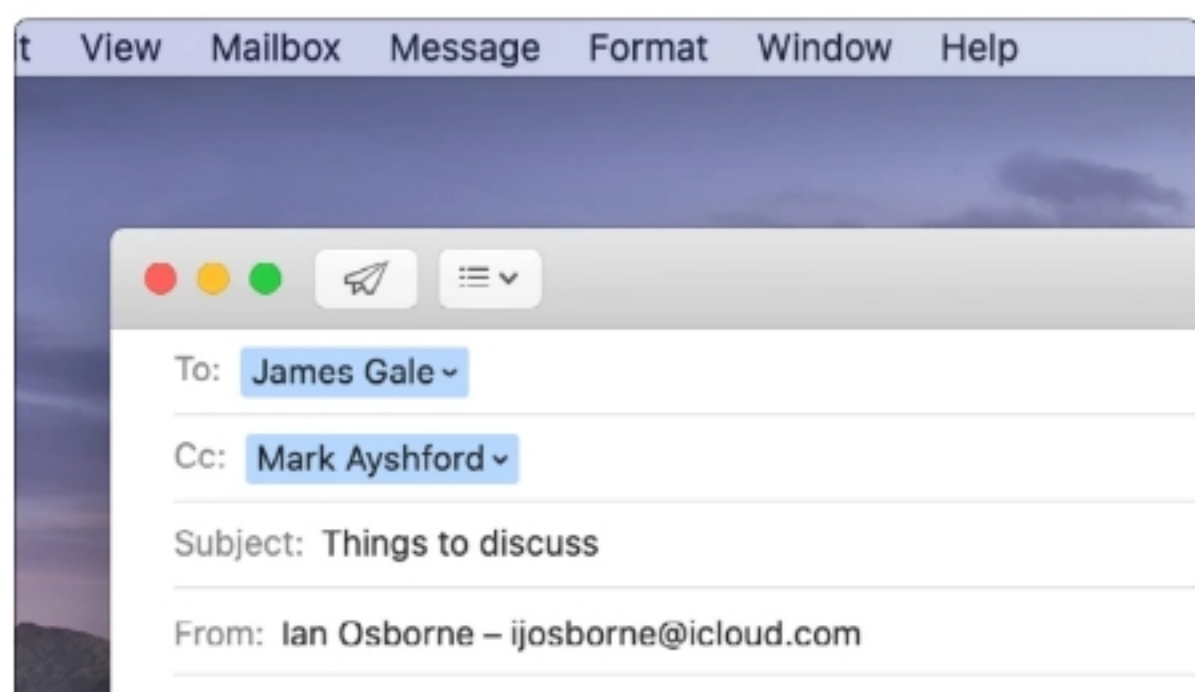 t View Mailbox Message Format Window Help
To: James Gale
Cc: Mark Ayshford
Subject: Things to discuss
From: Ian Osborne – ijosborne@icloud.com